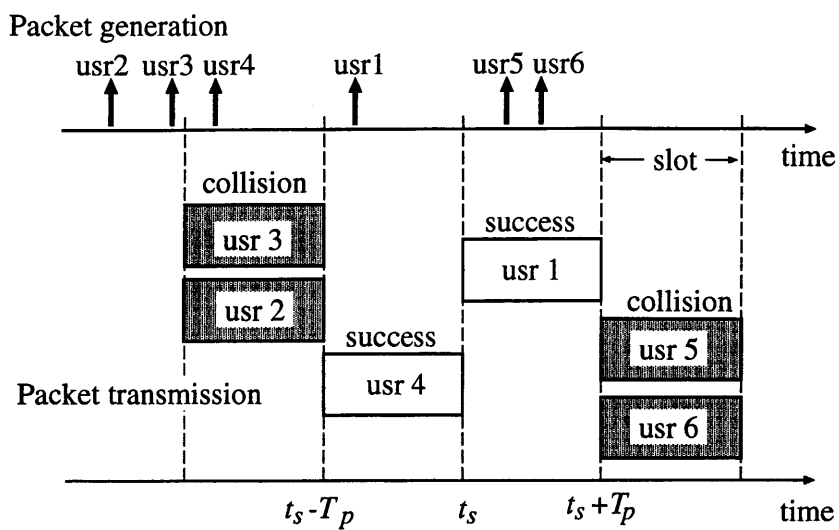 Packet generation
usr2 usr3 usr4 usr1 usr5 usr6
slot
time
collision
usr 3
usr 2
success
usr 4
success
usr 1
collision
usr 5
usr 6
Packet transmission
t_s - T_p t_s t_s + T_p time